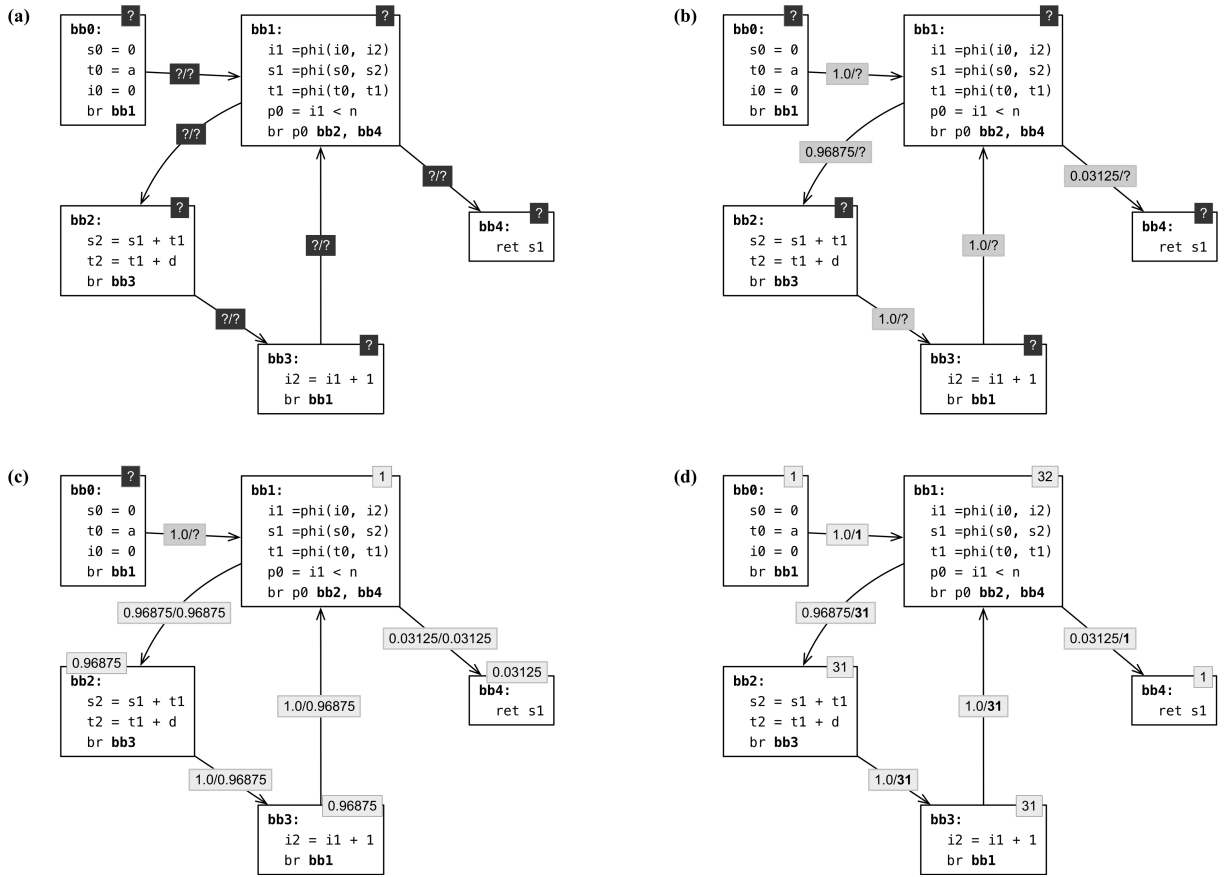 (a)
?
bb0:
s0 = 0
t0 = a
i0 = 0
br bb1
?/?
?
bb1:
i1 =phi(i0, i2)
s1 =phi(s0, s2)
t1 =phi(t0, t1)
p0 = i1 < n
br p0 bb2, bb4
?/?
?/?
?
bb2:
s2 = s1 + t1
t2 = t1 + d
br bb3
?/?
?
bb4:
ret s1
?/?
?
bb3:
i2 = i1 + 1
br bb1
(b)
?
bb0:
s0 = 0
t0 = a
i0 = 0
br bb1
1.0/?
?
bb1:
i1 =phi(i0, i2)
s1 =phi(s0, s2)
t1 =phi(t0, t1)
p0 = i1 < n
br p0 bb2, bb4
0.96875/?
0.03125/?
?
bb2:
s2 = s1 + t1
t2 = t1 + d
br bb3
1.0/?
?
bb4:
ret s1
1.0/?
?
bb3:
i2 = i1 + 1
br bb1
(c)
?
bb0:
s0 = 0
t0 = a
i0 = 0
br bb1
1.0/?
1
bb1:
i1 =phi(i0, i2)
s1 =phi(s0, s2)
t1 =phi(t0, t1)
p0 = i1 < n
br p0 bb2, bb4
0.96875/0.96875
0.03125/0.03125
0.96875
bb2:
s2 = s1 + t1
t2 = t1 + d
br bb3
1.0/0.96875
0.03125
bb4:
ret s1
1.0/0.96875
0.96875
bb3:
i2 = i1 + 1
br bb1
(d)
1
bb0:
s0 = 0
t0 = a
i0 = 0
br bb1
1.0/1
32
bb1:
i1 =phi(i0, i2)
s1 =phi(s0, s2)
t1 =phi(t0, t1)
p0 = i1 < n
br p0 bb2, bb4
0.96875/31
0.03125/1
31
bb2:
s2 = s1 + t1
t2 = t1 + d
br bb3
1.0/31
1
bb4:
ret s1
1.0/31
31
bb3:
i2 = i1 + 1
br bb1